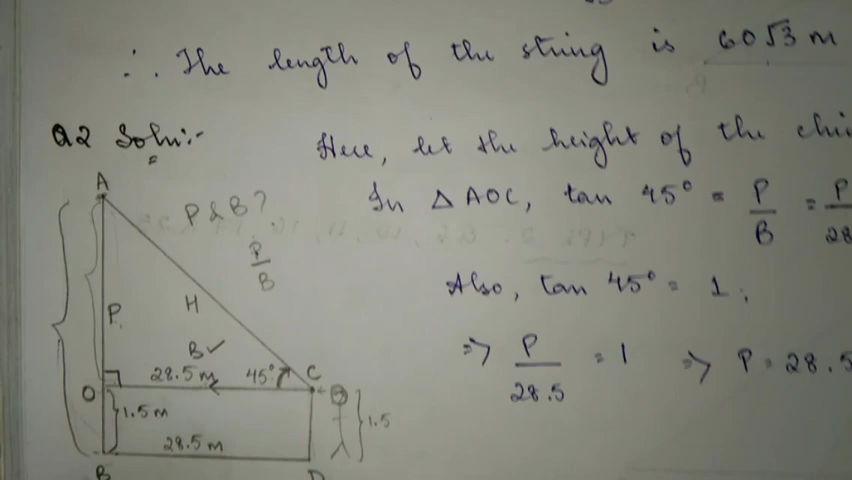 ∴ The length of the string is 60√3 m
Q2 Soln:-
Here, let the height of the chi
In △AOC, tan 45° = P/B = P/28
Also, tan 45° = 1,
=> P/28.5 = 1 => P = 28.5
A
P & B?
P/B
P.
H
B✓
28.5 m
45°
C
O
1.5 m
1.5
28.5 m
B
D